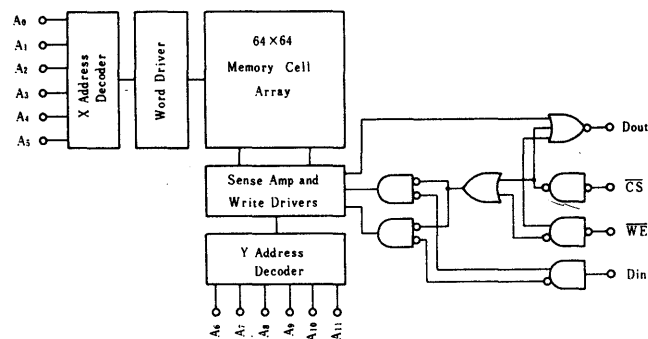 A0
A1
A2
A3
A4
A5
X Address
Decoder
Word Driver
64×64
Memory Cell
Array
Sense Amp and
Write Drivers
Y Address
Decoder
A6
A7
A8
A9
A10
A11
Dout
CS
WE
Din